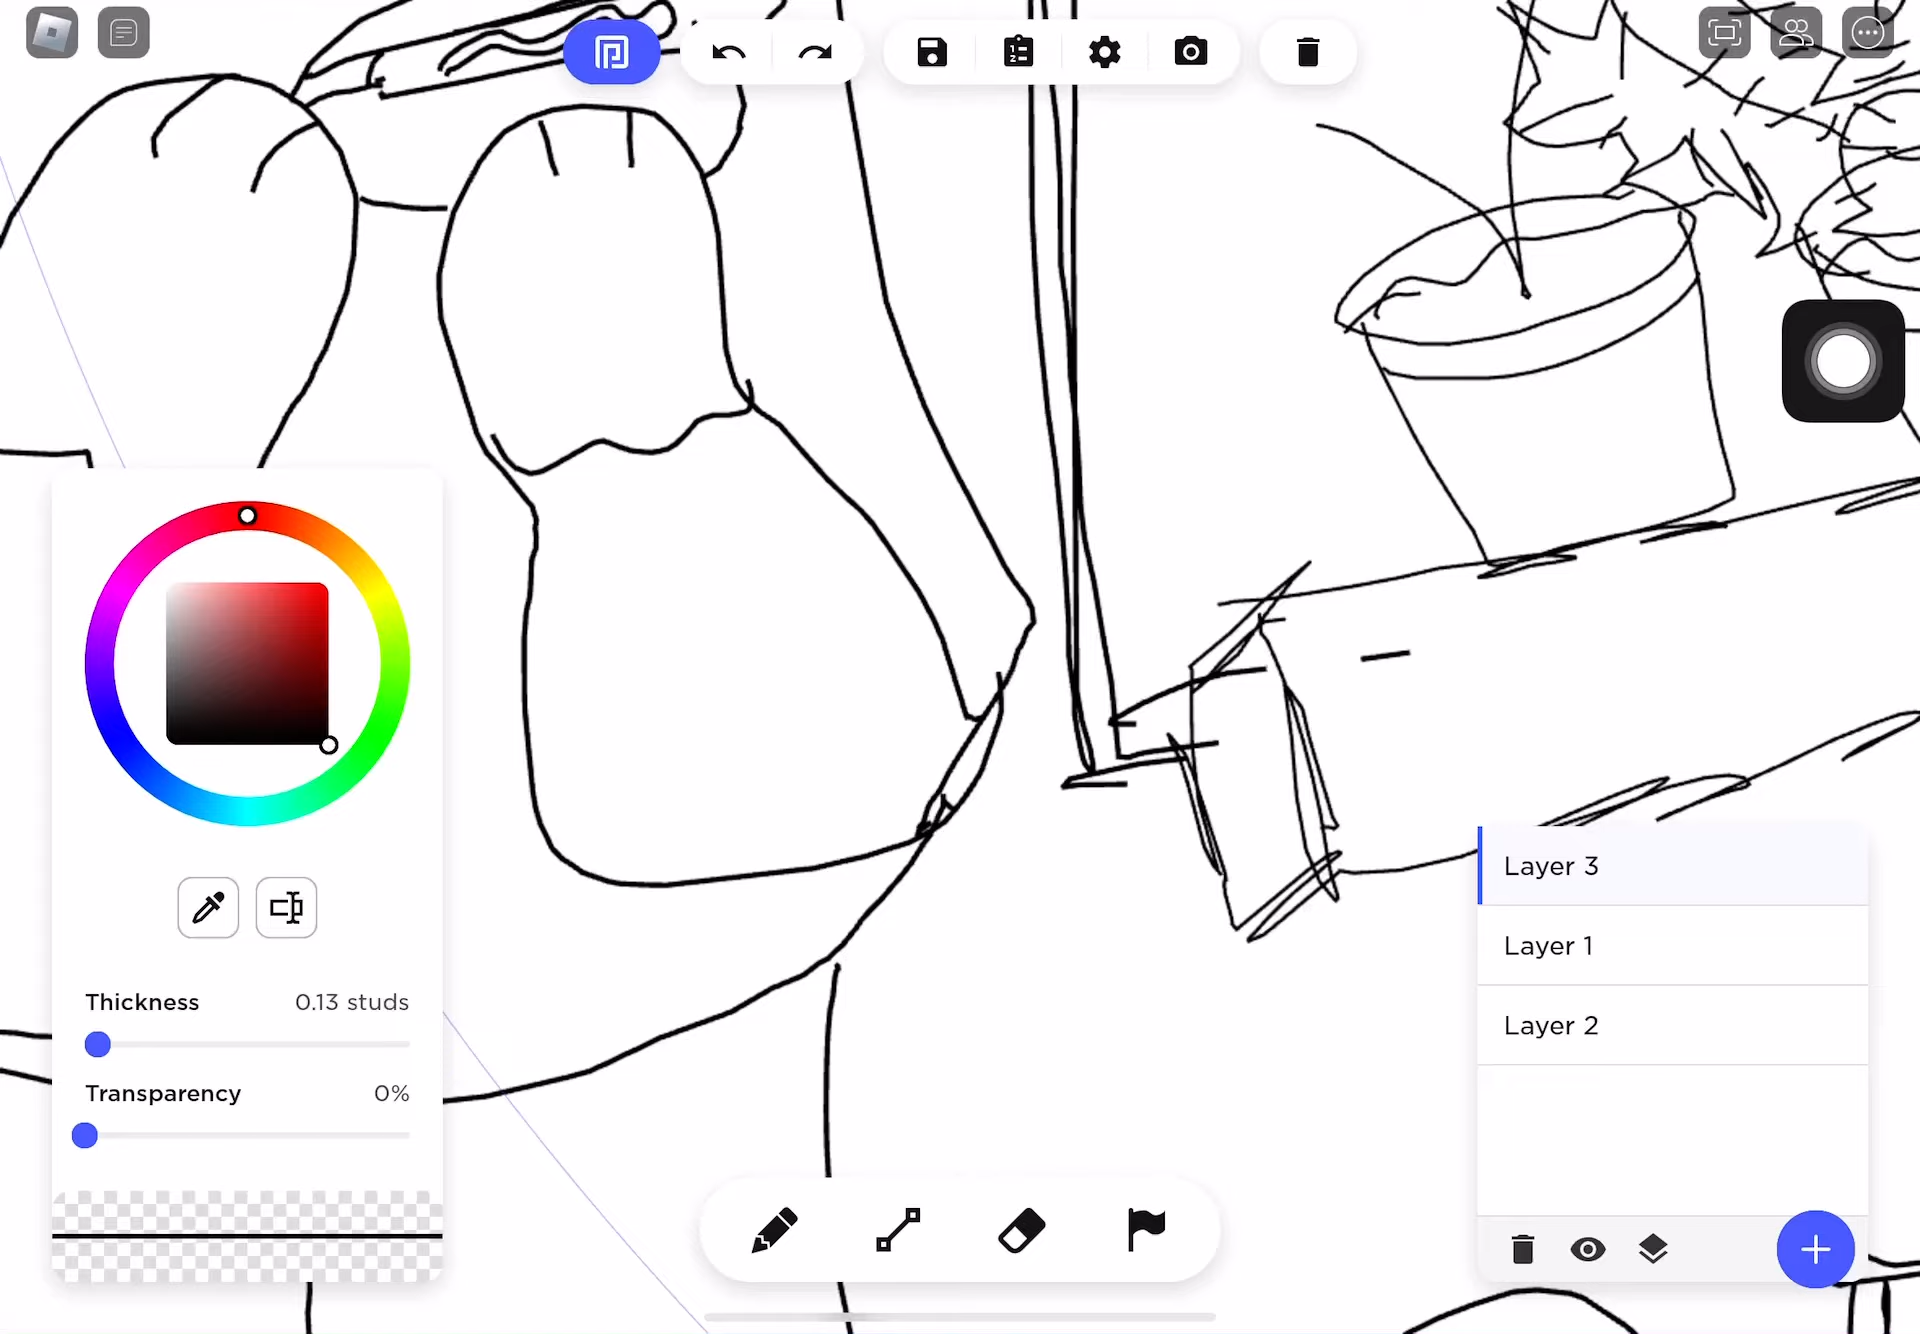 Thickness 0.13 studs
Transparency 0%
Layer 3
Layer 1
Layer 2